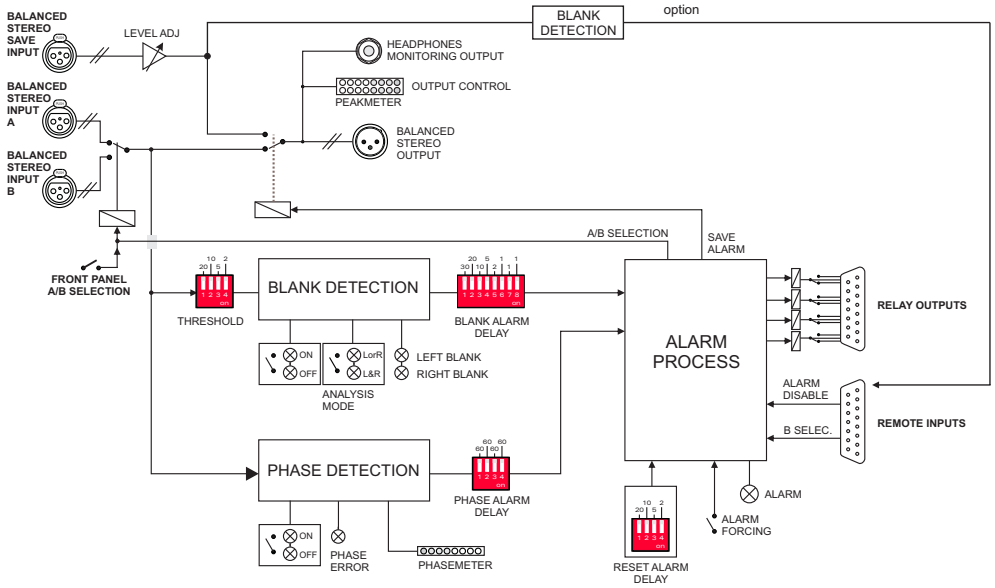 BALANCED
STEREO
SAVE
INPUT
LEVEL ADJ
BLANK
DETECTION
option
HEADPHONES
MONITORING OUTPUT
OUTPUT CONTROL
PEAKMETER
BALANCED
STEREO
INPUT
A
BALANCED
STEREO
OUTPUT
BALANCED
STEREO
INPUT
B
A/B SELECTION
SAVE
ALARM
FRONT PANEL
A/B SELECTION
10 2
20 5
1 2 3 4
on
THRESHOLD
BLANK DETECTION
20 5 1 1
30 10 2 1
1 2 3 4 5 6 7 8
on
BLANK ALARM
DELAY
ON
OFF
LorR
L&R
ANALYSIS
MODE
LEFT BLANK
RIGHT BLANK
ALARM
PROCESS
RELAY OUTPUTS
ALARM
DISABLE
B SELEC.
REMOTE INPUTS
PHASE DETECTION
60 60
60 60
1 2 3 4
on
PHASE ALARM
DELAY
ON
OFF
PHASE
ERROR
PHASEMETER
10 2
20 5
1 2 3 4
on
RESET ALARM
DELAY
ALARM
FORCING
ALARM